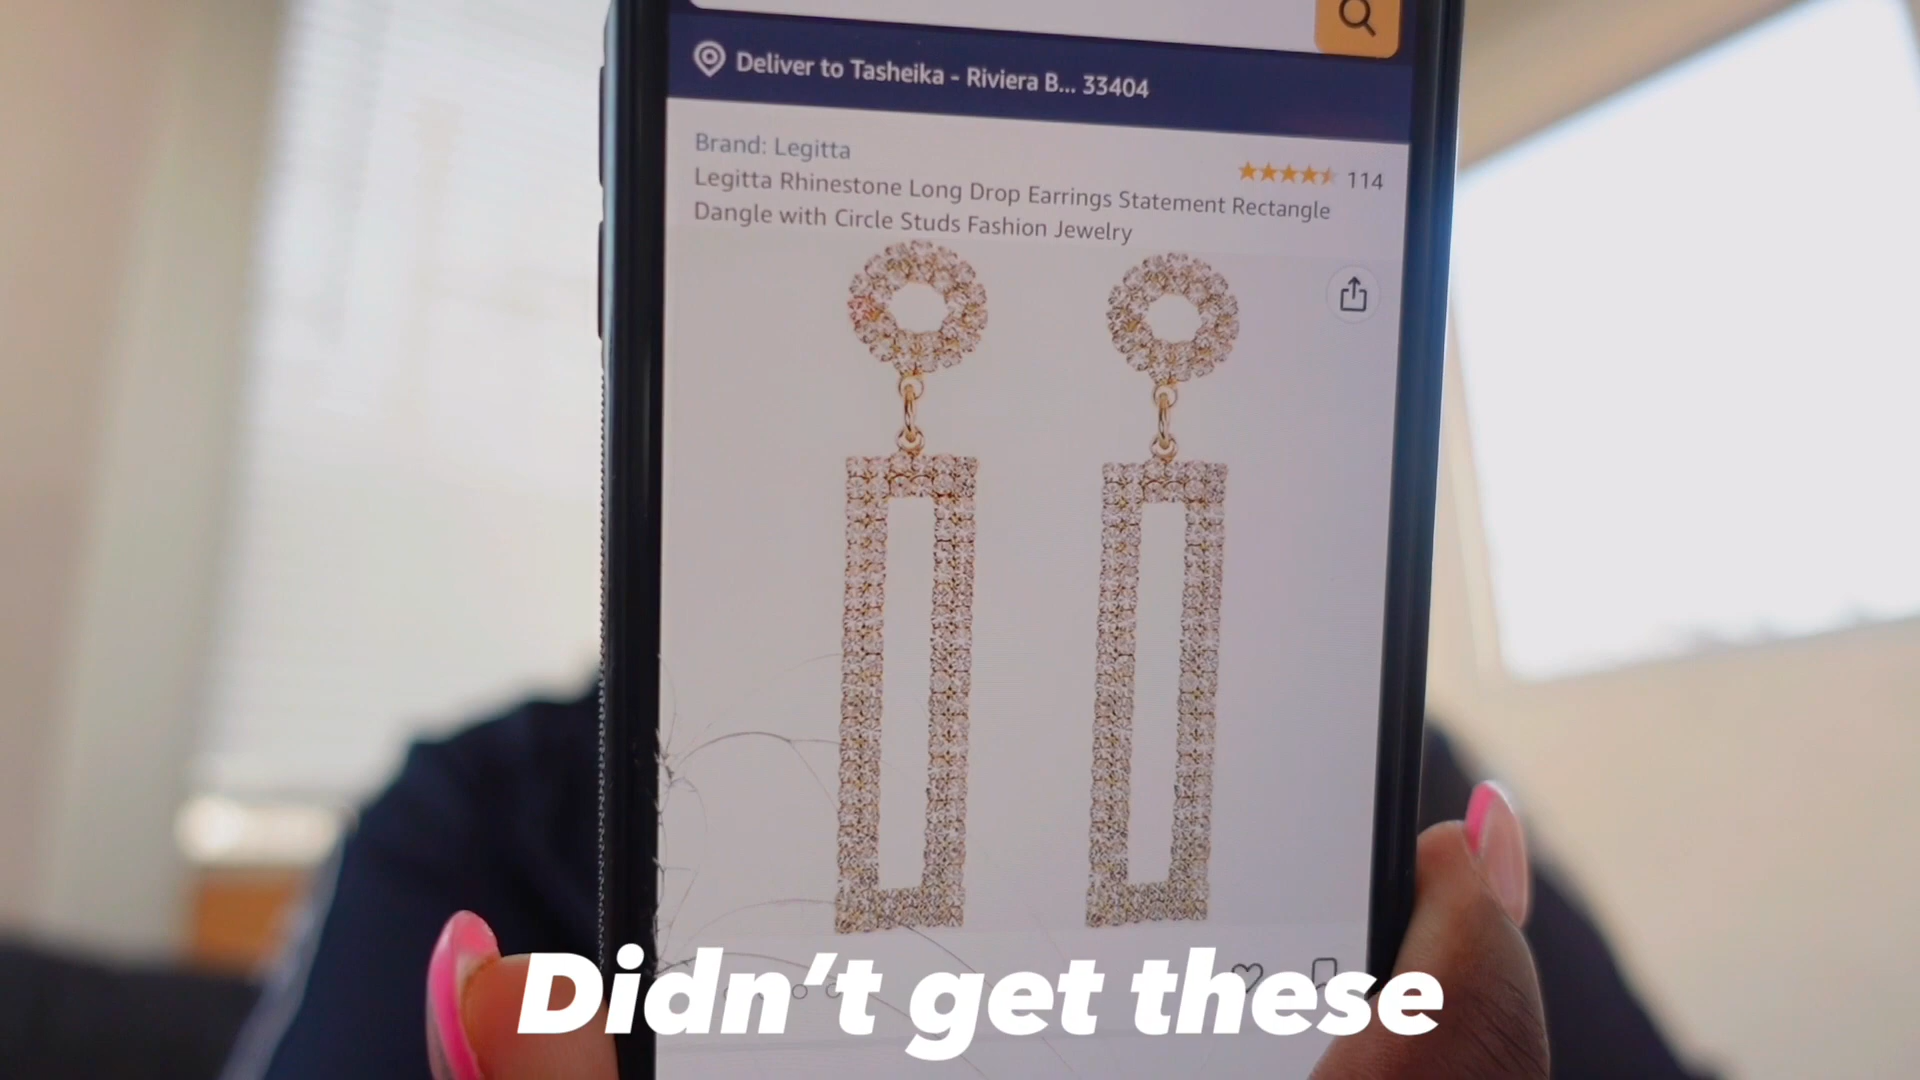 Deliver to Tasheika - Riviera B... 33404
Brand: Legitta
114
Legitta Rhinestone Long Drop Earrings Statement Rectangle
Dangle with Circle Studs Fashion Jewelry
Didn't get these